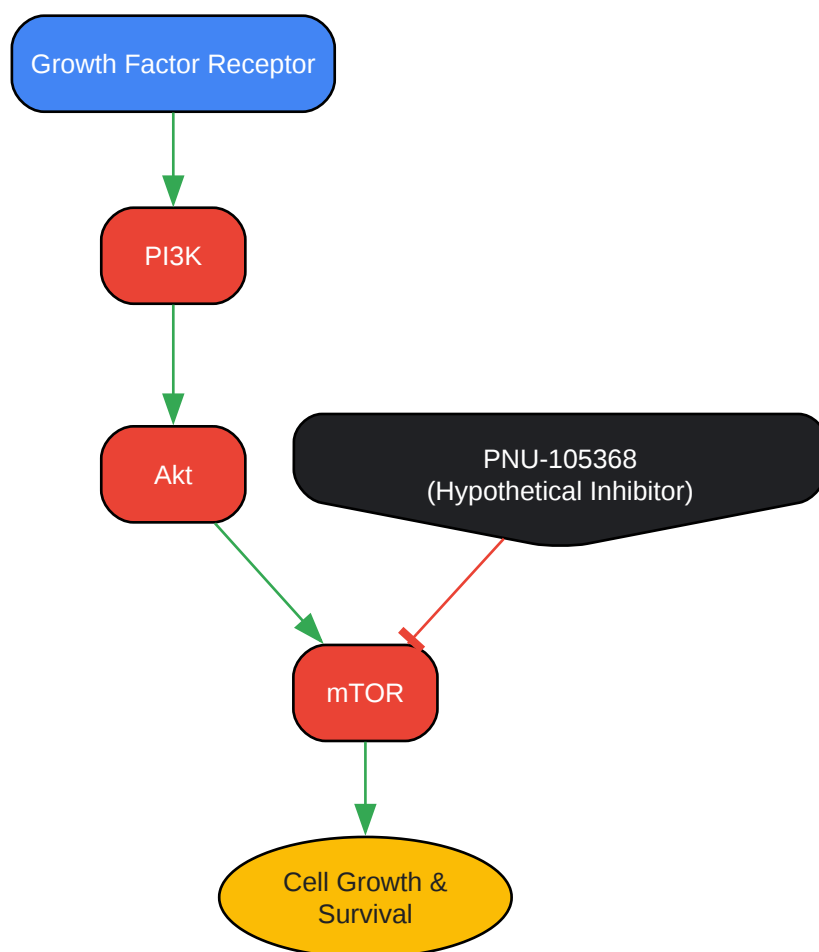 Growth Factor Receptor
PI3K
Akt
PNU-105368
(Hypothetical Inhibitor)
mTOR
Cell Growth &
Survival